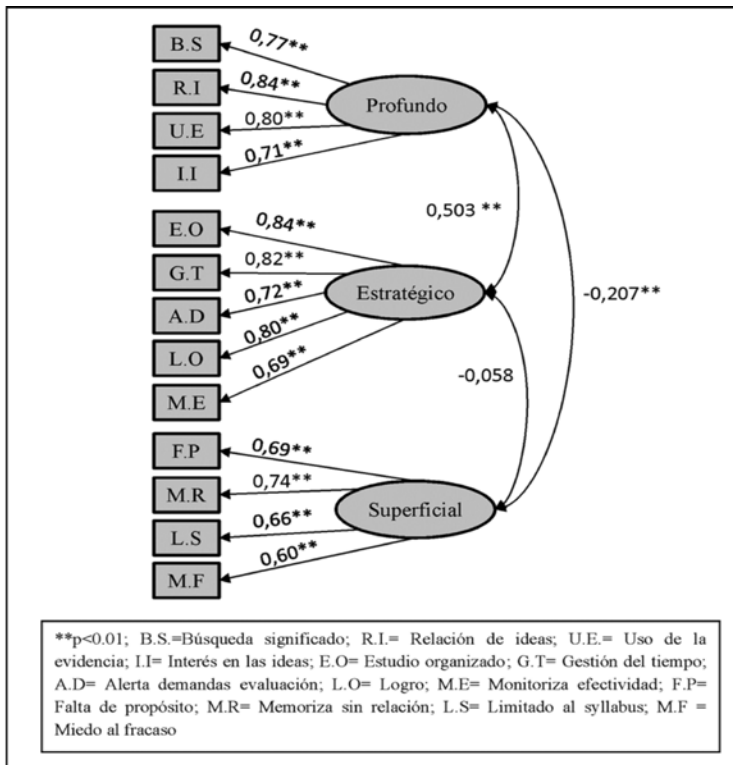 B.S
0,77**
R.I
0,84**
Profundo
U.E
0,80**
I.I
0,71**
0,503 **
E.O
0,84**
G.T
0,82**
Estratégico
A.D
0,72**
-0,207**
L.O
0,80**
M.E
0,69**
-0,058
F.P
0,69**
M.R
0,74**
Superficial
L.S
0,66**
M.F
0,60**
**p<0.01; B.S.=Búsqueda significado; R.I.= Relación de ideas; U.E.= Uso de la
evidencia; I.I= Interés en las ideas; E.O= Estudio organizado; G.T= Gestión del tiempo;
A.D= Alerta demandas evaluación; L.O= Logro; M.E= Monitoriza efectividad; F.P=
Falta de propósito; M.R= Memoriza sin relación; L.S= Limitado al syllabus; M.F =
Miedo al fracaso